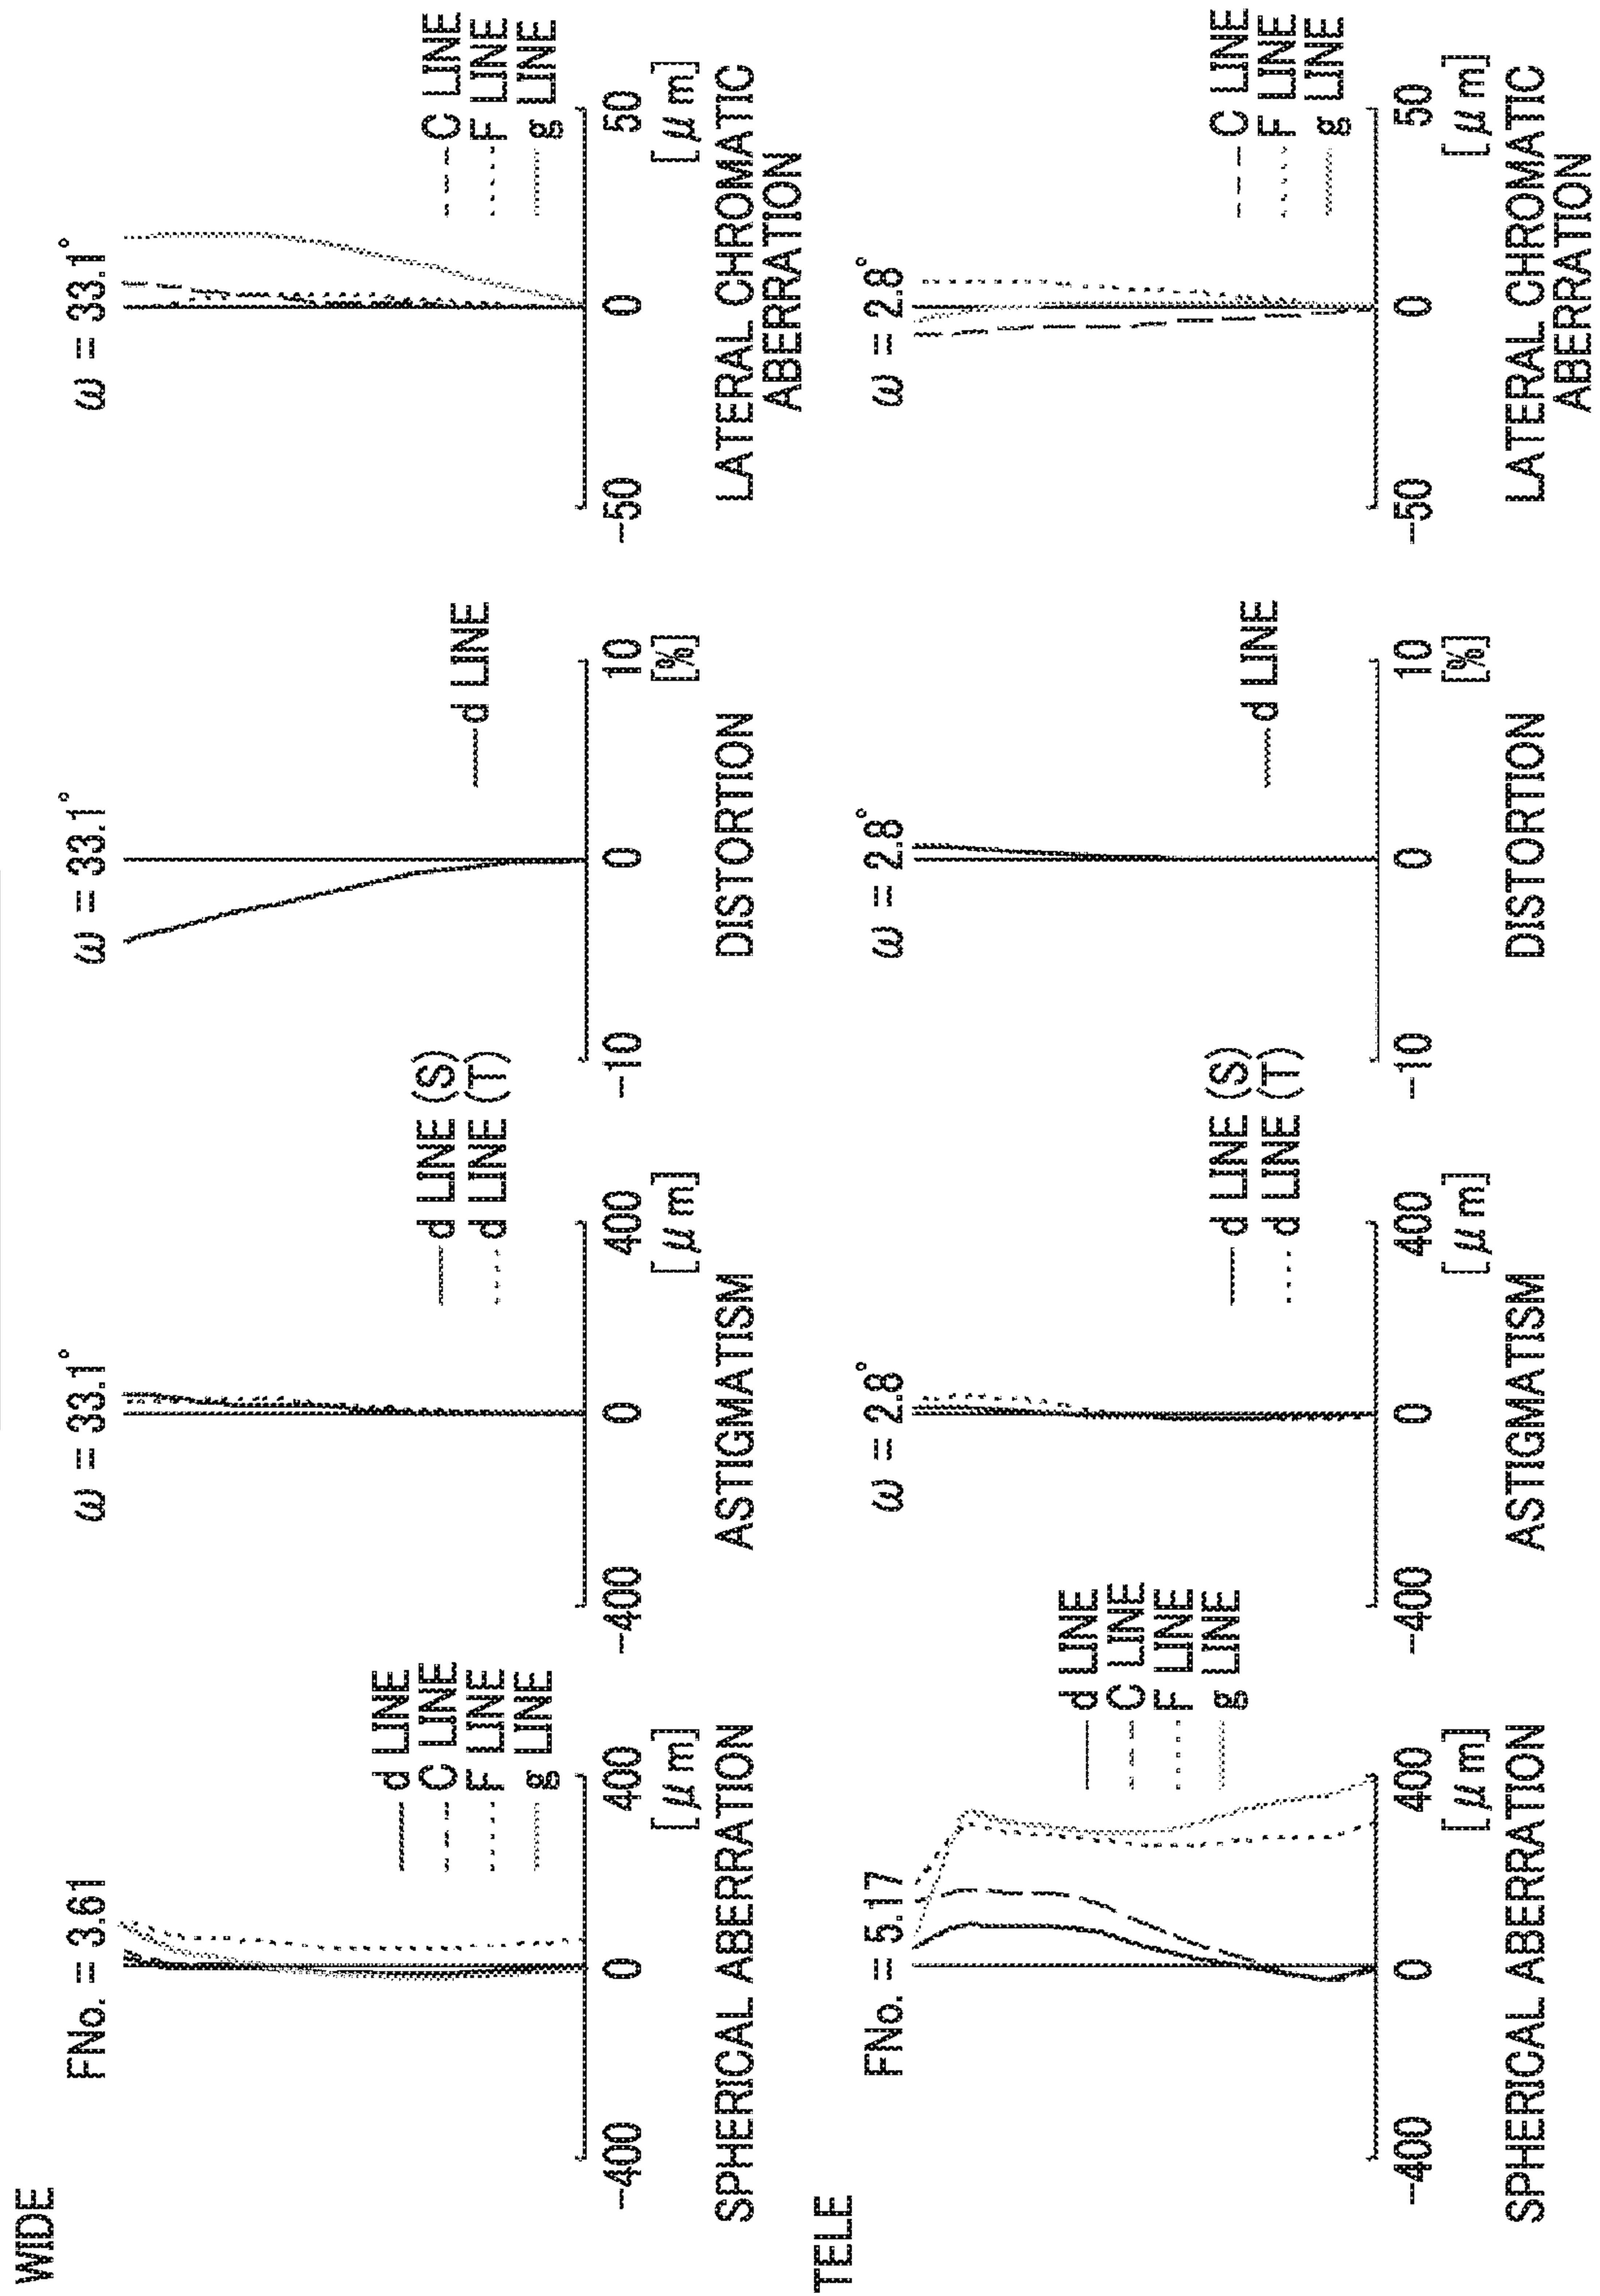 WIDE
FNo. = 3.61
d LINE
C LINE
F LINE
g LINE
-400 0 400
[μm]
SPHERICAL ABERRATION
ω = 33.1°
d LINE (S)
d LINE (T)
-400 0 400
[μm]
ASTIGMATISM
ω = 33.1°
d LINE
-10 0 10
[%]
DISTORTION
ω = 33.1°
C LINE
F LINE
g LINE
-50 0 50
[μm]
LATERAL CHROMATIC
ABERRATION
TELE
FNo. = 5.17
d LINE
C LINE
F LINE
g LINE
-400 0 400
[μm]
SPHERICAL ABERRATION
ω = 2.8°
d LINE (S)
d LINE (T)
-400 0 400
[μm]
ASTIGMATISM
ω = 2.8°
d LINE
-10 0 10
[%]
DISTORTION
ω = 2.8°
C LINE
F LINE
g LINE
-50 0 50
[μm]
LATERAL CHROMATIC
ABERRATION